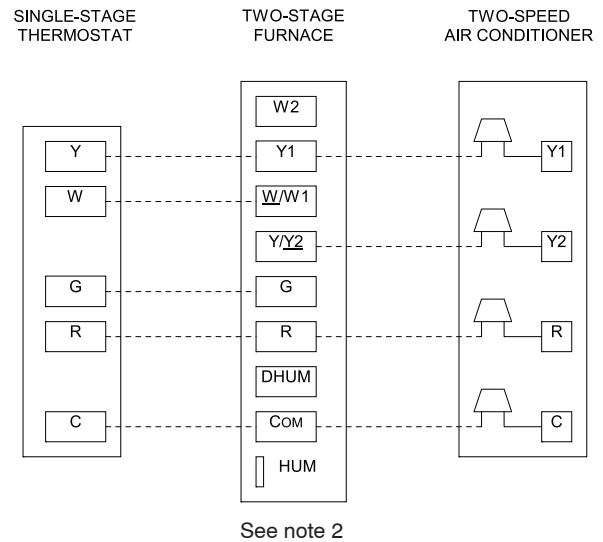 SINGLE-STAGE THERMOSTAT
TWO-STAGE FURNACE
TWO-SPEED AIR CONDITIONER
W2
Y Y1 Y1
W W/W1
Y/Y2 Y2
G G
R R R
DHUM
C COM C
HUM
See note 2